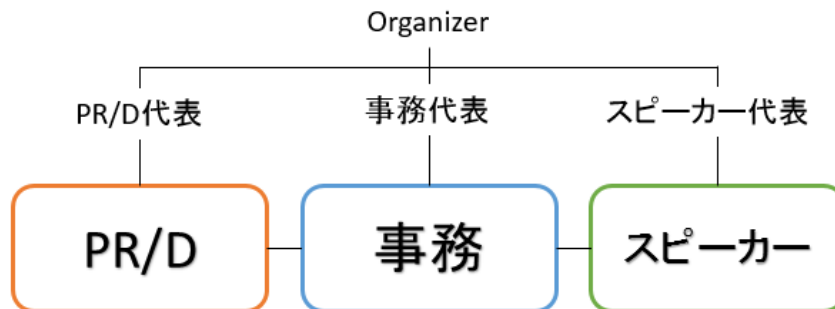 Organizer
PR/D代表
事務代表
スピーカー代表
PR/D
事務
スピーカー